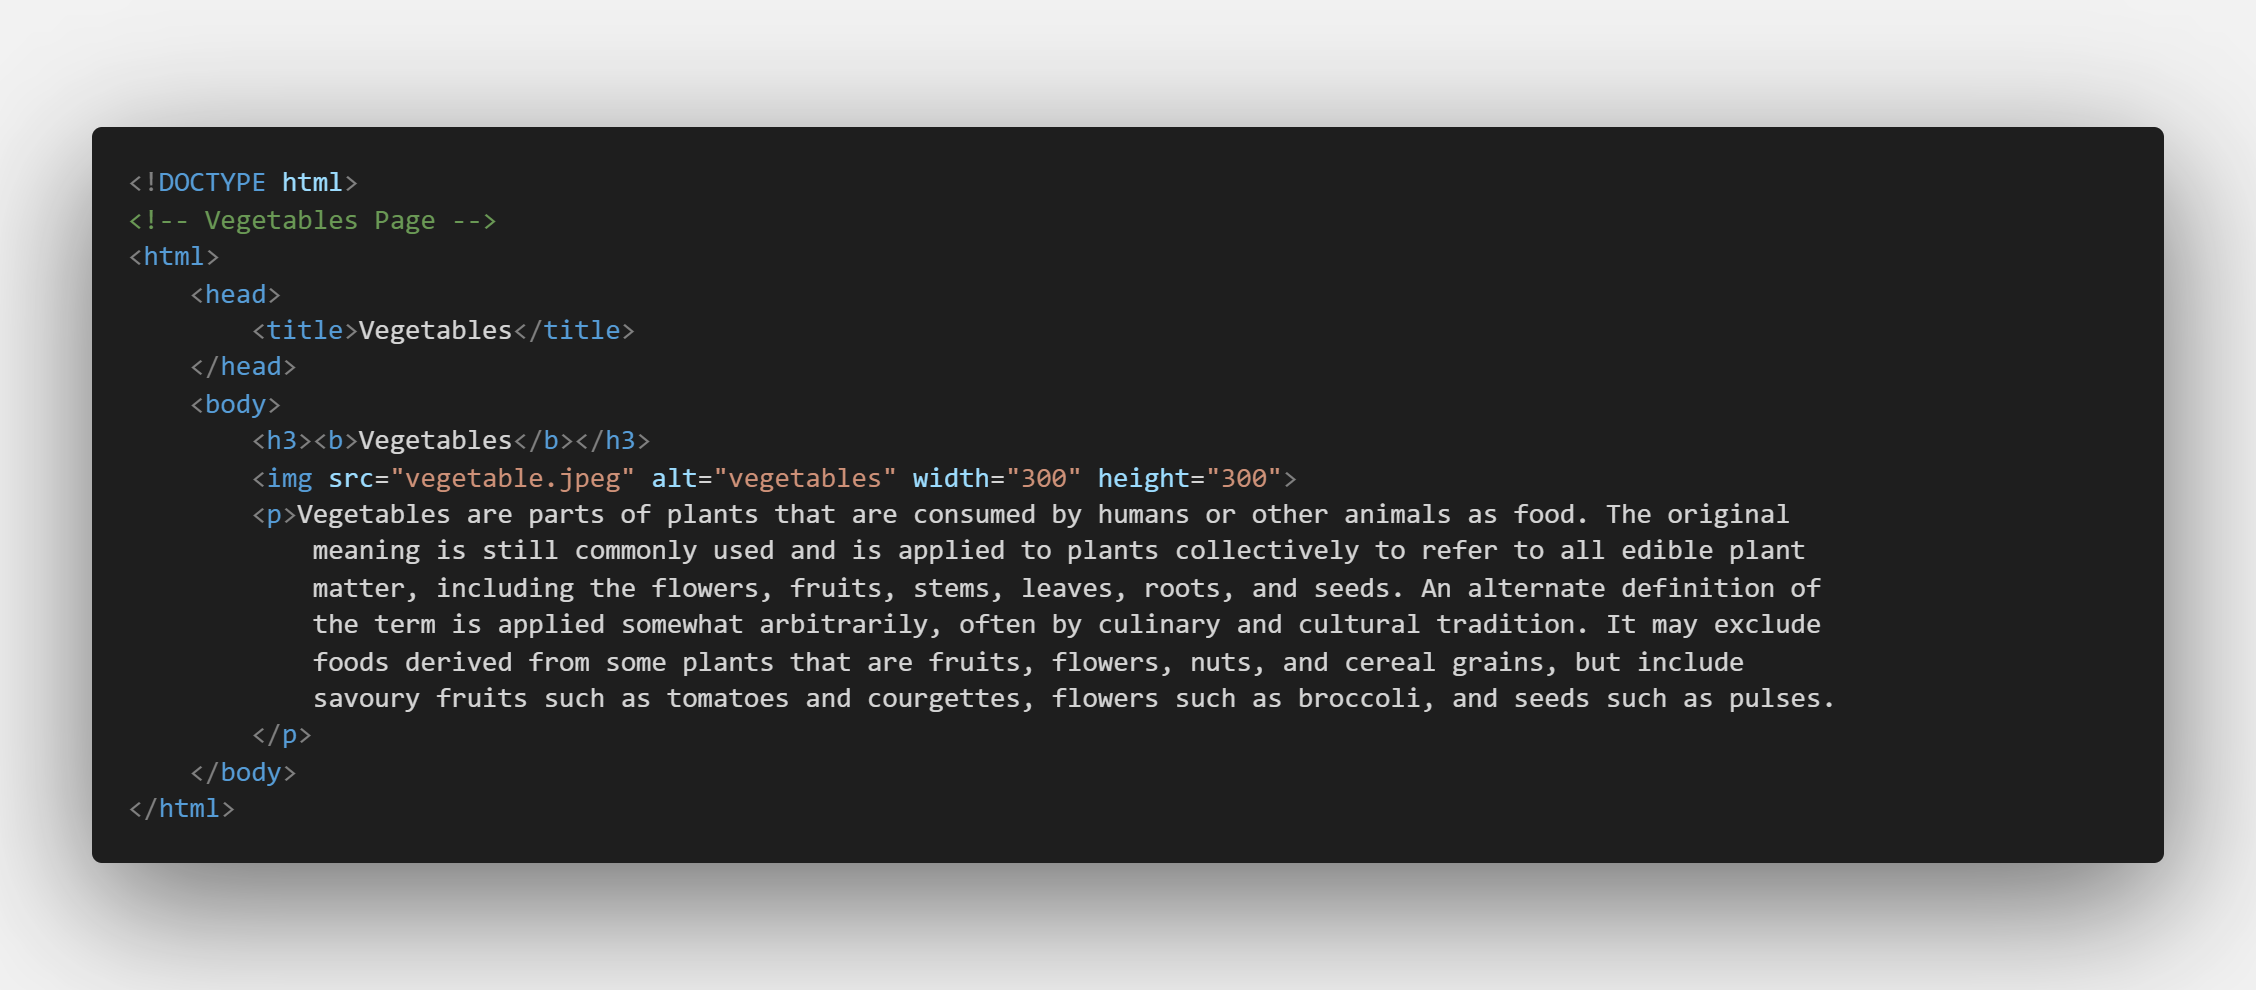 <!DOCTYPE html>
<!-- Vegetables Page -->
<html>
    <head>
        <title>Vegetables</title>
    </head>
    <body>
        <h3><b>Vegetables</b></h3>
        <img src="vegetable.jpeg" alt="vegetables" width="300" height="300">
        <p>Vegetables are parts of plants that are consumed by humans or other animals as food. The original
            meaning is still commonly used and is applied to plants collectively to refer to all edible plant
            matter, including the flowers, fruits, stems, leaves, roots, and seeds. An alternate definition of
            the term is applied somewhat arbitrarily, often by culinary and cultural tradition. It may exclude
            foods derived from some plants that are fruits, flowers, nuts, and cereal grains, but include
            savoury fruits such as tomatoes and courgettes, flowers such as broccoli, and seeds such as pulses.
        </p>
    </body>
</html>